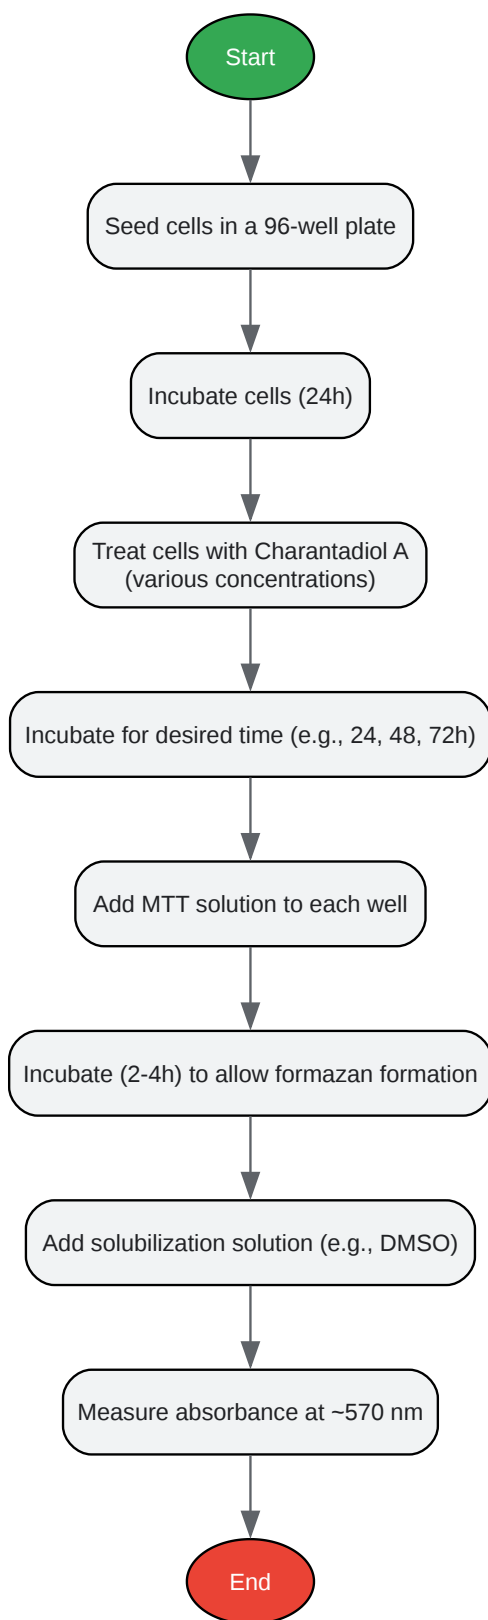 Start
Seed cells in a 96-well plate
Incubate cells (24h)
Treat cells with Charantadiol A
(various concentrations)
Incubate for desired time (e.g., 24, 48, 72h)
Add MTT solution to each well
Incubate (2-4h) to allow formazan formation
Add solubilization solution (e.g., DMSO)
Measure absorbance at ~570 nm
End